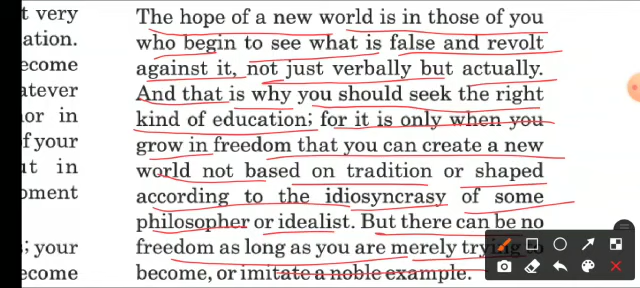 t very
ation.
ecome
atever
or in
f your
t in
oment
; your
ecome
The hope of a new world is in those of you
who begin to see what is false and revolt
against it, not just verbally but actually.
And that is why you should seek the right
kind of education; for it is only when you
grow in freedom that you can create a new
world not based on tradition or shaped
according to the idiosyncrasy of some
philosopher or idealist. But there can be no
freedom as long as you are merely trying to
become, or imitate a noble example.